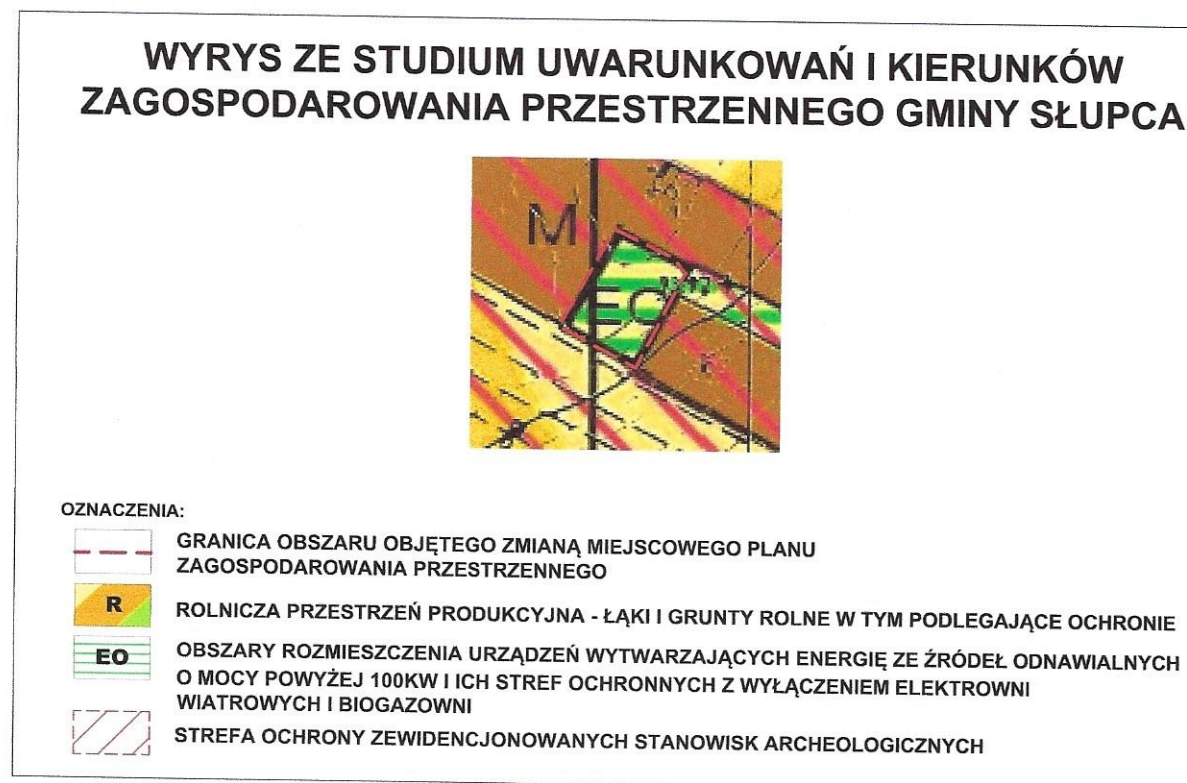 WYRYS ZE STUDIUM UWARUNKOWAŃ I KIERUNKÓW
ZAGOSPODAROWANIA PRZESTRZENNEGO GMINY SŁUPCA
M
EO
OZNACZENIA:
GRANICA OBSZARU OBJĘTEGO ZMIANĄ MIEJSCOWEGO PLANU
ZAGOSPODAROWANIA PRZESTRZENNEGO
R
ROLNICZA PRZESTRZEŃ PRODUKCYJNA - ŁĄKI I GRUNTY ROLNE W TYM PODLEGAJĄCE OCHRONIE
EO
OBSZARY ROZMIESZCZENIA URZĄDZEŃ WYTWARZAJĄCYCH ENERGIĘ ZE ŹRÓDEŁ ODNAWIALNYCH
O MOCY POWYŻEJ 100KW I ICH STREF OCHRONNYCH Z WYŁĄCZENIEM ELEKTROWNI
WIATROWYCH I BIOGAZOWNI
STREFA OCHRONY ZEWIDENCJONOWANYCH STANOWISK ARCHEOLOGICZNYCH